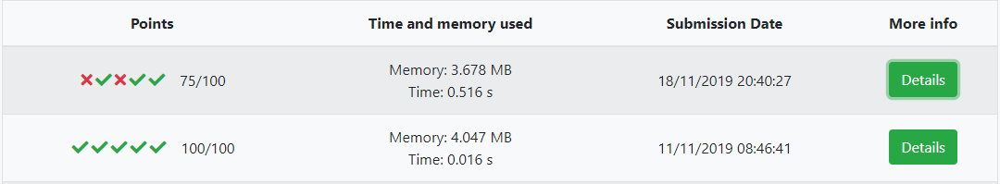 Points Time and memory used Submission Date More info
Memory: 3.678 MB
75/100 18/11/2019 20:40:27 Details
Time: 0.516 s
Memory: 4.047 MB
100/100 11/11/2019 08:46:41 Details
Time: 0.016 s